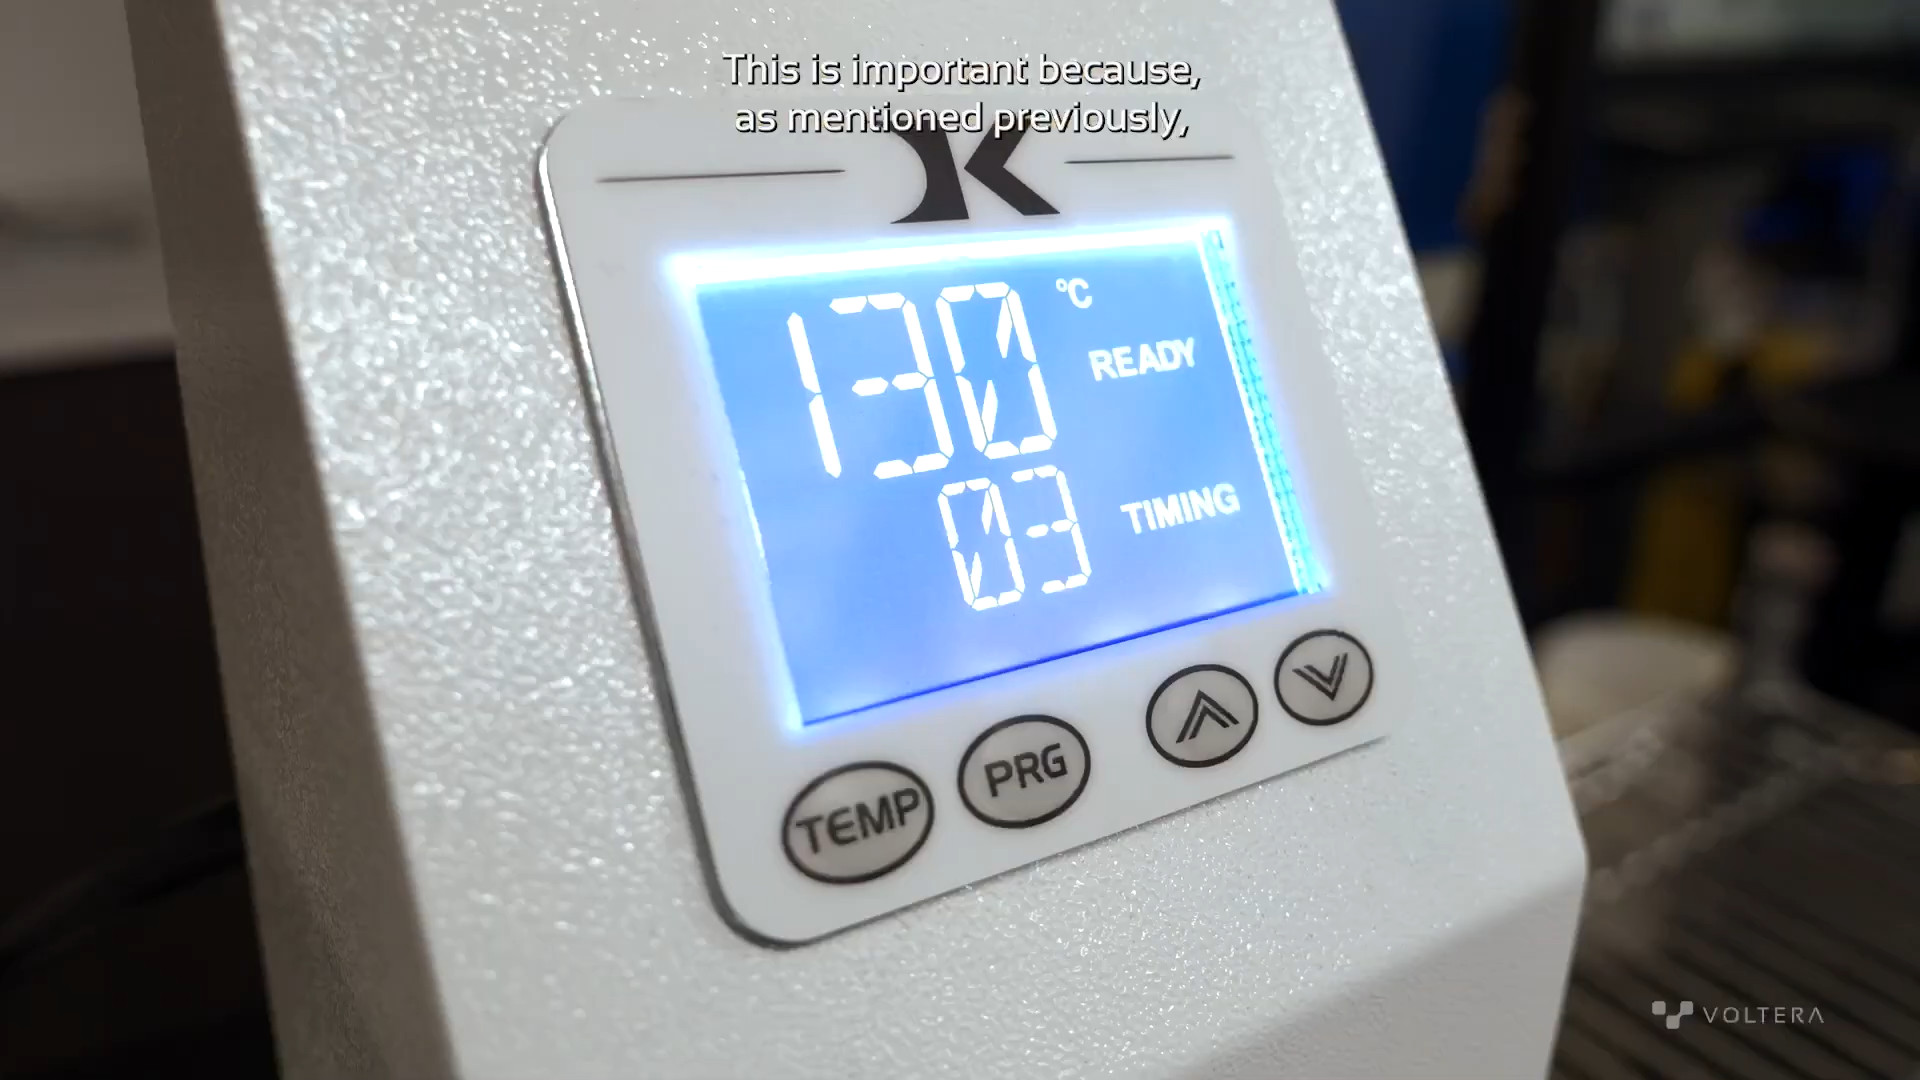 This is important because,
as mentioned previously,
K
130 °C
READY
03 TIMING
TEMP PRG
VOLTERA